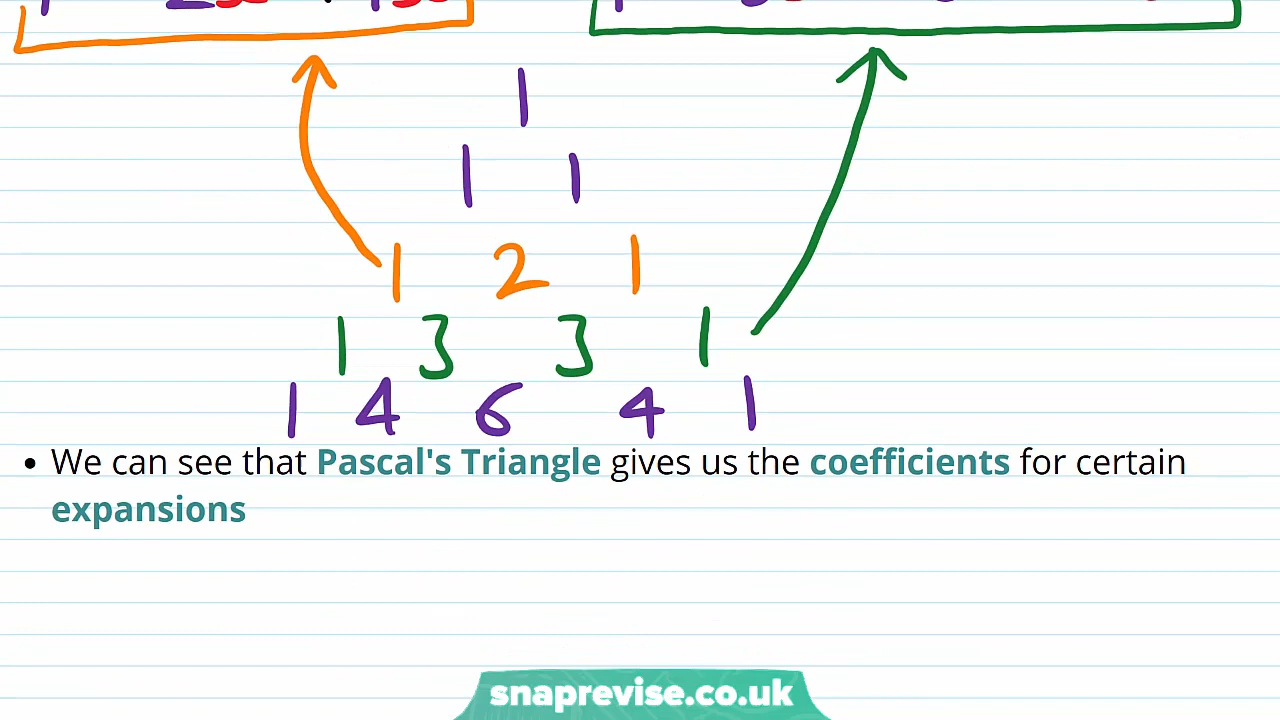 1
1 1
1 2 1
1 3 3 1
1 4 6 4 1
• We can see that Pascal's Triangle gives us the coefficients for certain
expansions
snaprevise.co.uk